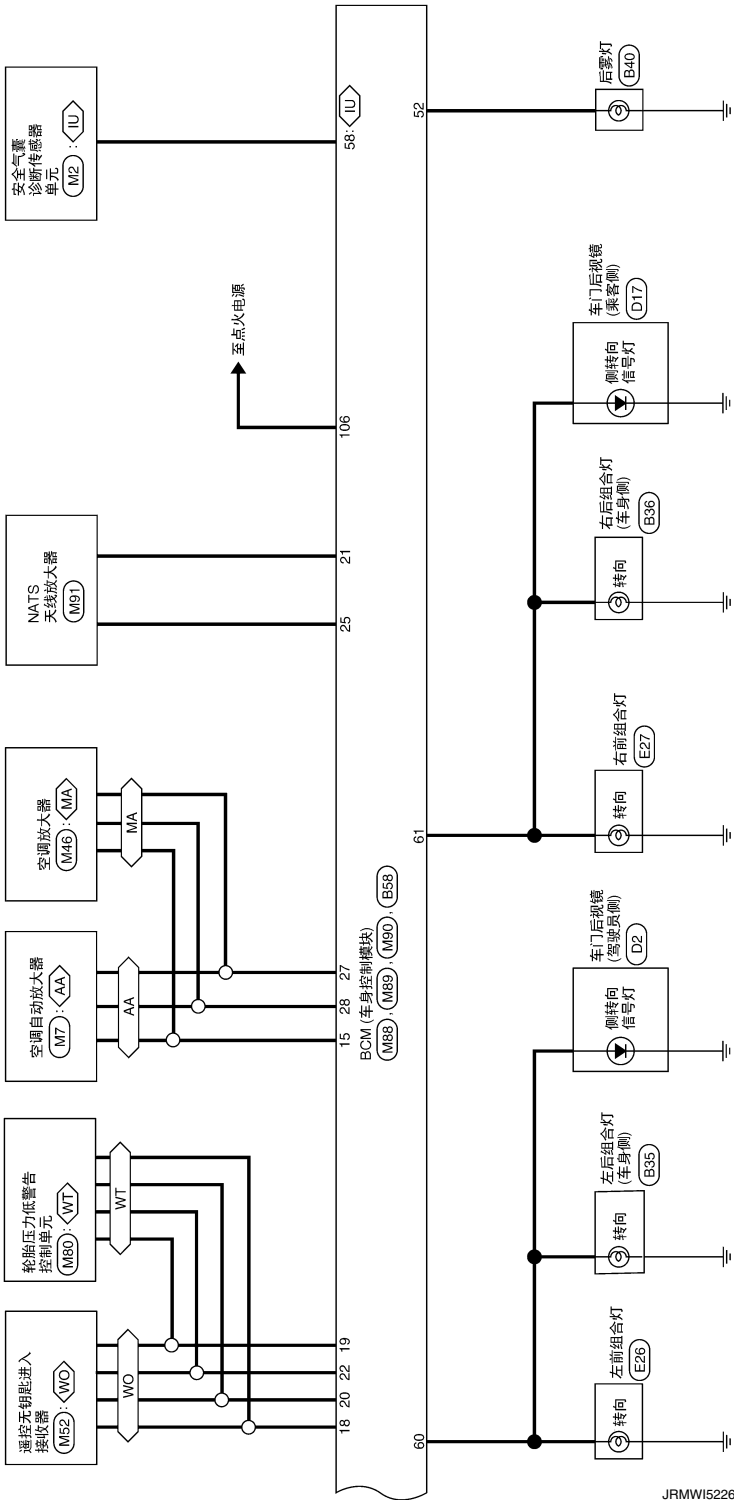 遥控无钥匙进入
接收器
M52 : WO
轮胎压力低警告
控制单元
M80 : WT
空调自动放大器
M7 : AA
空调放大器
M46 : MA
NATS
天线放大器
M91
至点火电源
安全气囊
诊断传感器
单元
M2 : IU
WO
WT
AA
MA
18
20
22
19
15
28
27
25
21
106
58: IU
BCM (车身控制模块)
M88 , M89 , M90 , B58
60
61
52
左前组合灯
E26
转向
左后组合灯
(车身侧)
B35
转向
车门后视镜
(驾驶员侧)
D2
侧转向
信号灯
右前组合灯
E27
转向
右后组合灯
(车身侧)
B36
转向
车门后视镜
(乘客侧)
D17
侧转向
信号灯
后雾灯
B40
JRMWI5226